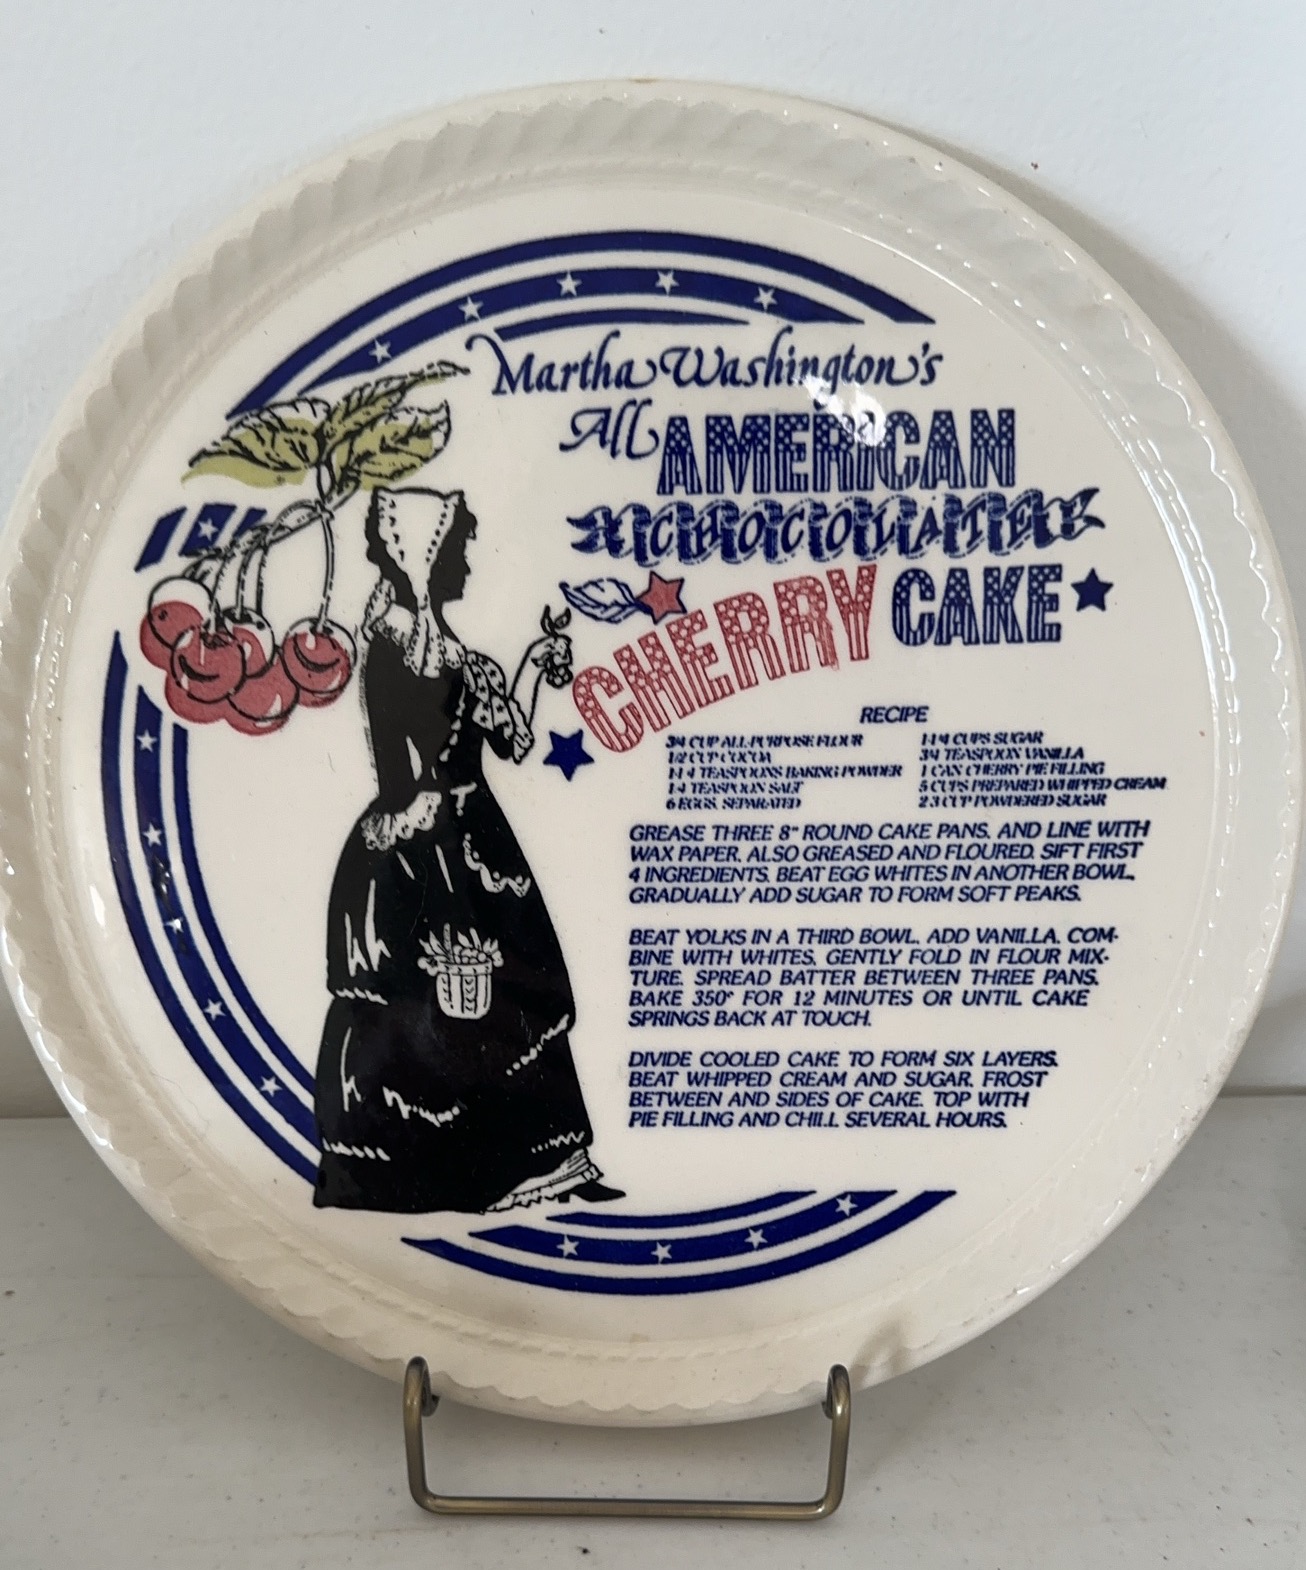 Martha Washington's
All AMERICAN
CHOCOLATE
CHERRY CAKE
RECIPE
3/4 CUP ALL-PURPOSE FLOUR
1/2 CUP COCOA
1-1/4 TEASPOONS BAKING POWDER
1/4 TEASPOON SALT
6 EGGS, SEPARATED
1-1/4 CUPS SUGAR
3/4 TEASPOON VANILLA
1 CAN CHERRY PIE FILLING
5 CUPS PREPARED WHIPPED CREAM
2/3 CUP POWDERED SUGAR
GREASE THREE 8" ROUND CAKE PANS, AND LINE WITH
WAX PAPER, ALSO GREASED AND FLOURED. SIFT FIRST
4 INGREDIENTS. BEAT EGG WHITES IN ANOTHER BOWL,
GRADUALLY ADD SUGAR TO FORM SOFT PEAKS.
BEAT YOLKS IN A THIRD BOWL, ADD VANILLA. COM-
BINE WITH WHITES, GENTLY FOLD IN FLOUR MIX-
TURE. SPREAD BATTER BETWEEN THREE PANS.
BAKE 350° FOR 12 MINUTES OR UNTIL CAKE
SPRINGS BACK AT TOUCH.
DIVIDE COOLED CAKE TO FORM SIX LAYERS.
BEAT WHIPPED CREAM AND SUGAR. FROST
BETWEEN AND SIDES OF CAKE. TOP WITH
PIE FILLING AND CHILL SEVERAL HOURS.